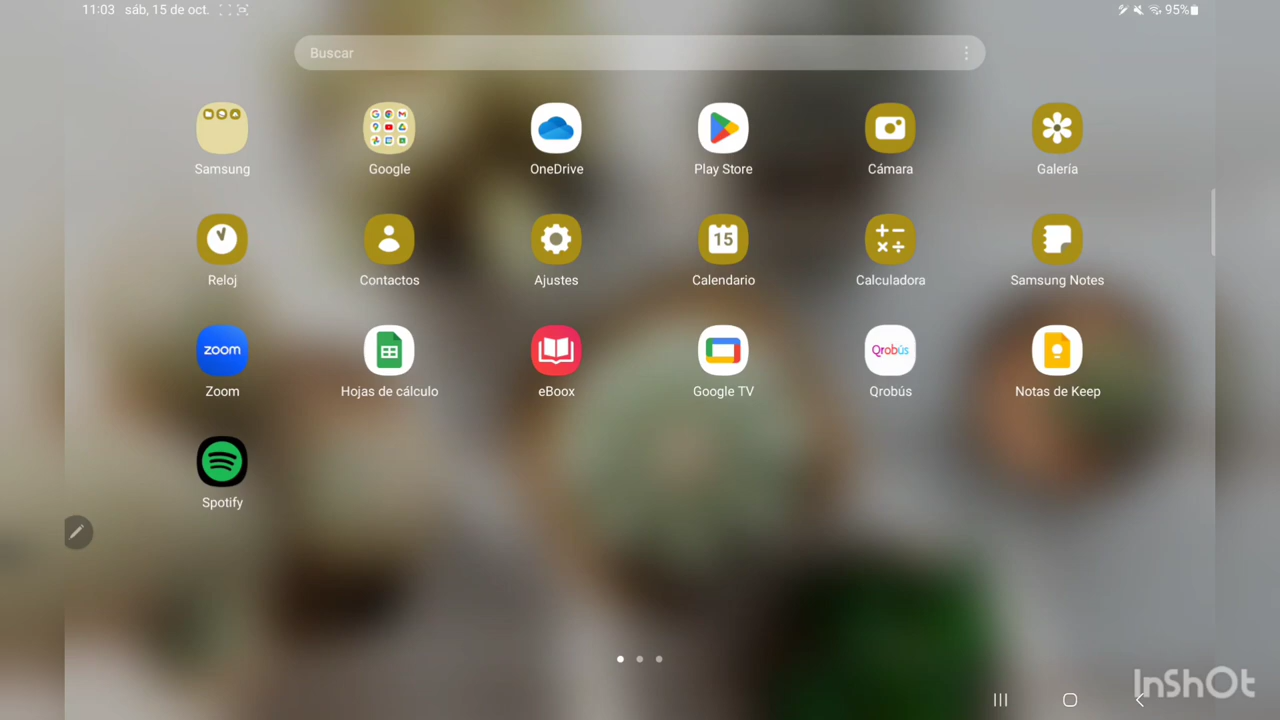 11:03 sáb, 15 de oct.
95%
Buscar
Samsung
Google
OneDrive
Play Store
Cámara
Galería
15
Reloj
Contactos
Ajustes
Calendario
Calculadora
Samsung Notes
zoom
Qrobús
Zoom
Hojas de cálculo
eBoox
Google TV
Qrobús
Notas de Keep
Spotify
InShOt